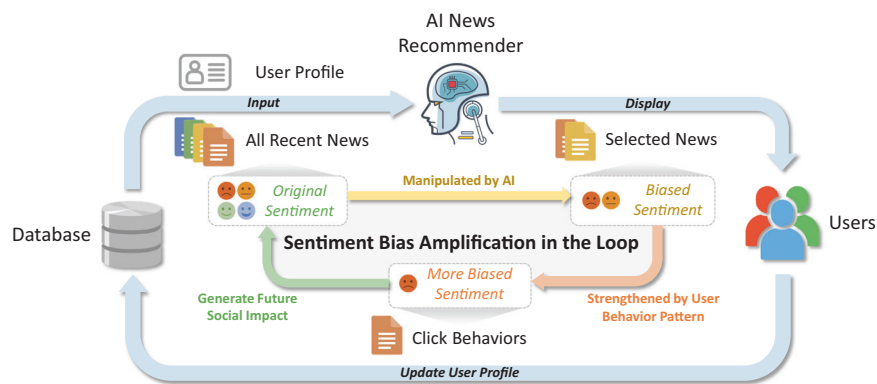 AI News
Recommender
User Profile
Input
Display
All Recent News
Selected News
Original
Sentiment
Manipulated by AI
Biased
Sentiment
Database
Users
Sentiment Bias Amplification in the Loop
More Biased
Sentiment
Generate Future
Social Impact
Strengthened by User
Behavior Pattern
Click Behaviors
Update User Profile